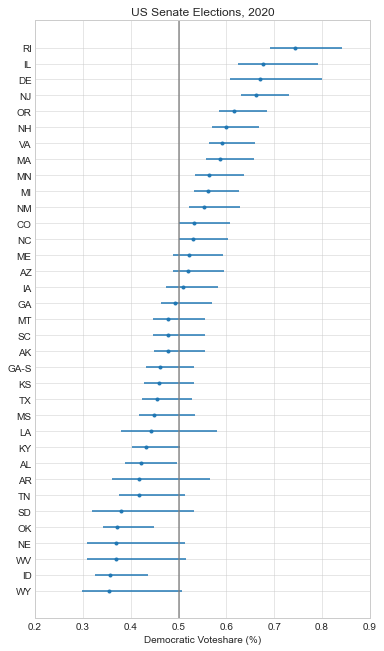 US Senate Elections, 2020
RI
IL
DE
NJ
OR
NH
VA
MA
MN
MI
NM
CO
NC
ME
AZ
IA
GA
MT
SC
AK
GA-S
KS
TX
MS
LA
KY
AL
AR
TN
SD
OK
NE
WV
ID
WY
0.2 0.3 0.4 0.5 0.6 0.7 0.8 0.9
Democratic Voteshare (%)